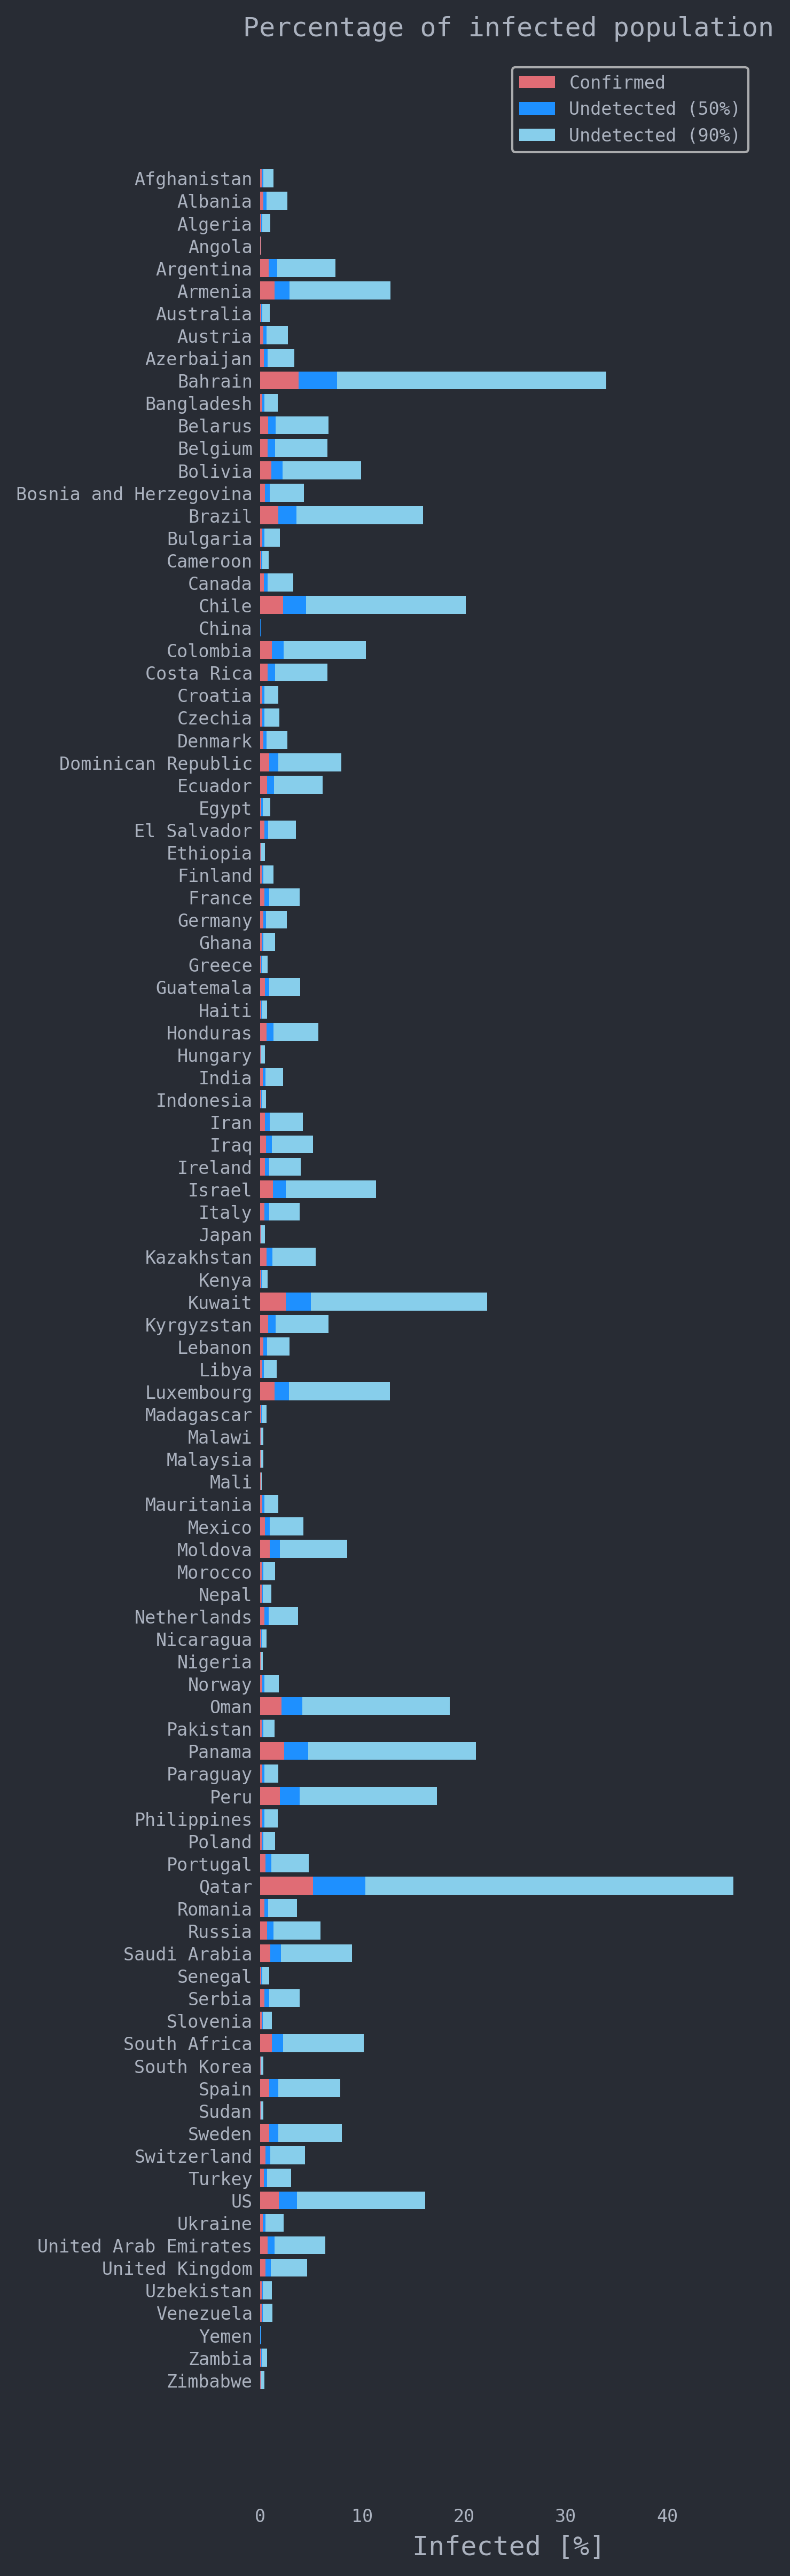 Percentage of infected population
Confirmed
Undetected (50%)
Undetected (90%)
Afghanistan
Albania
Algeria
Angola
Argentina
Armenia
Australia
Austria
Azerbaijan
Bahrain
Bangladesh
Belarus
Belgium
Bolivia
Bosnia and Herzegovina
Brazil
Bulgaria
Cameroon
Canada
Chile
China
Colombia
Costa Rica
Croatia
Czechia
Denmark
Dominican Republic
Ecuador
Egypt
El Salvador
Ethiopia
Finland
France
Germany
Ghana
Greece
Guatemala
Haiti
Honduras
Hungary
India
Indonesia
Iran
Iraq
Ireland
Israel
Italy
Japan
Kazakhstan
Kenya
Kuwait
Kyrgyzstan
Lebanon
Libya
Luxembourg
Madagascar
Malawi
Malaysia
Mali
Mauritania
Mexico
Moldova
Morocco
Nepal
Netherlands
Nicaragua
Nigeria
Norway
Oman
Pakistan
Panama
Paraguay
Peru
Philippines
Poland
Portugal
Qatar
Romania
Russia
Saudi Arabia
Senegal
Serbia
Slovenia
South Africa
South Korea
Spain
Sudan
Sweden
Switzerland
Turkey
US
Ukraine
United Arab Emirates
United Kingdom
Uzbekistan
Venezuela
Yemen
Zambia
Zimbabwe
0 10 20 30 40
Infected [%]